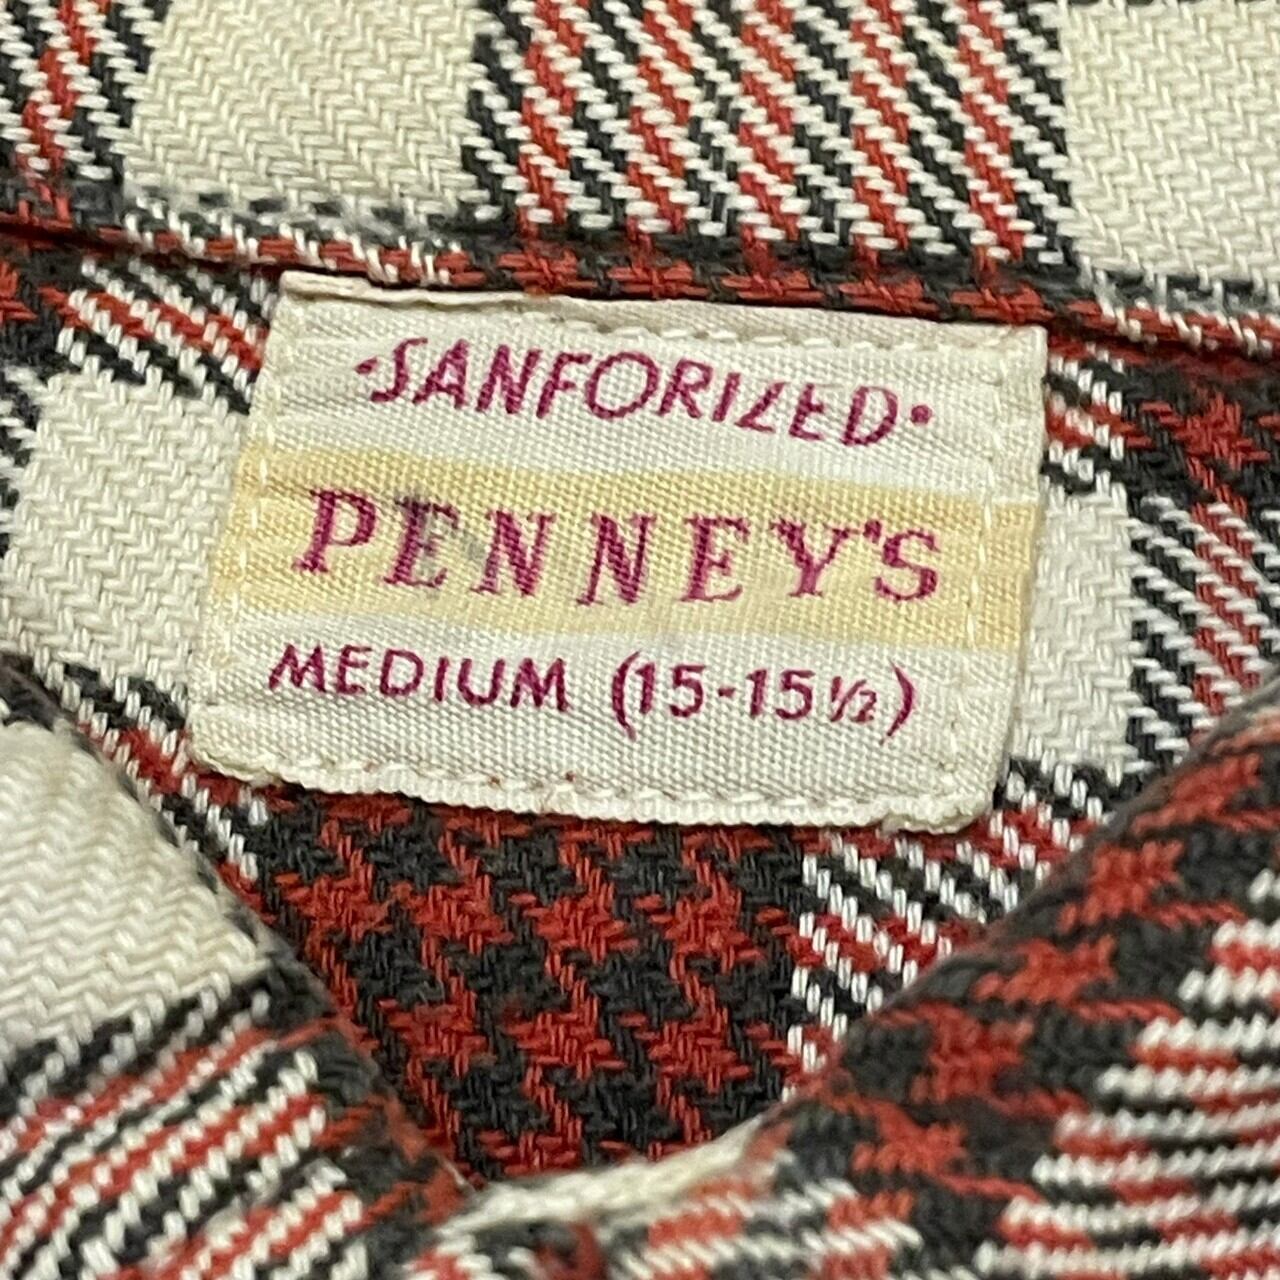 ·SANFORIZED·
PENNEY'S
MEDIUM (15-15½)